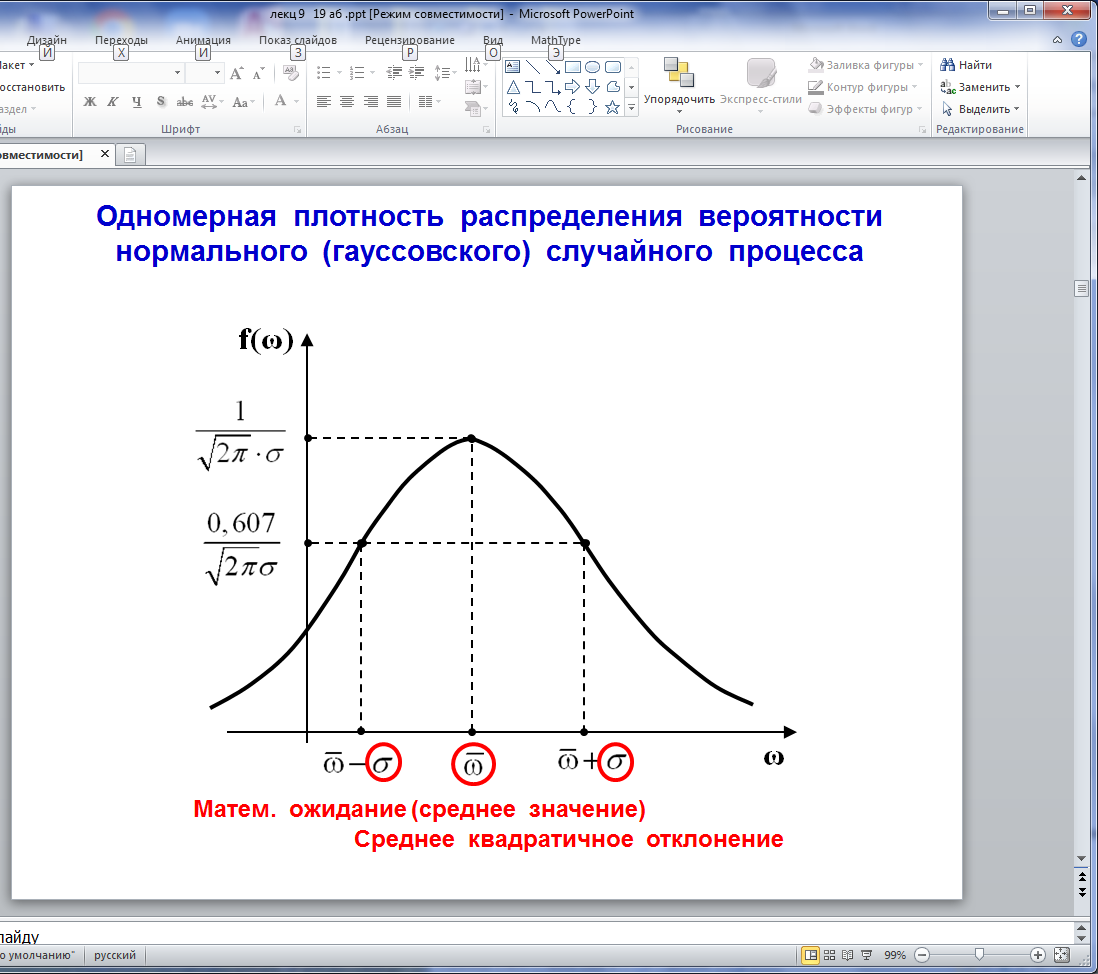 лекц 9 19 аб .ppt [Режим совместимости] - Microsoft PowerPoint
Дизайн Переходы Анимация Показ слайдов Рецензирование Вид MathType
Й Х И З Р О Э
Макет
осстановить Ж К Ч S abc AV Aa А Упорядочить Экспресс-стили
Заливка фигуры
Контур фигуры
Эффекты фигур
Найти
Заменить
Выделить
Шрифт Абзац Рисование Редактирование
овместимости]
Одномерная плотность распределения вероятности
нормального (гауссовского) случайного процесса
f(ω)
1
√2π · σ
0,607
√2πσ
ω̅ − σ ω̅ ω̅ + σ ω
Матем. ожидание (среднее значение)
Среднее квадратичное отклонение
лайду
о умолчанию" русский 99%